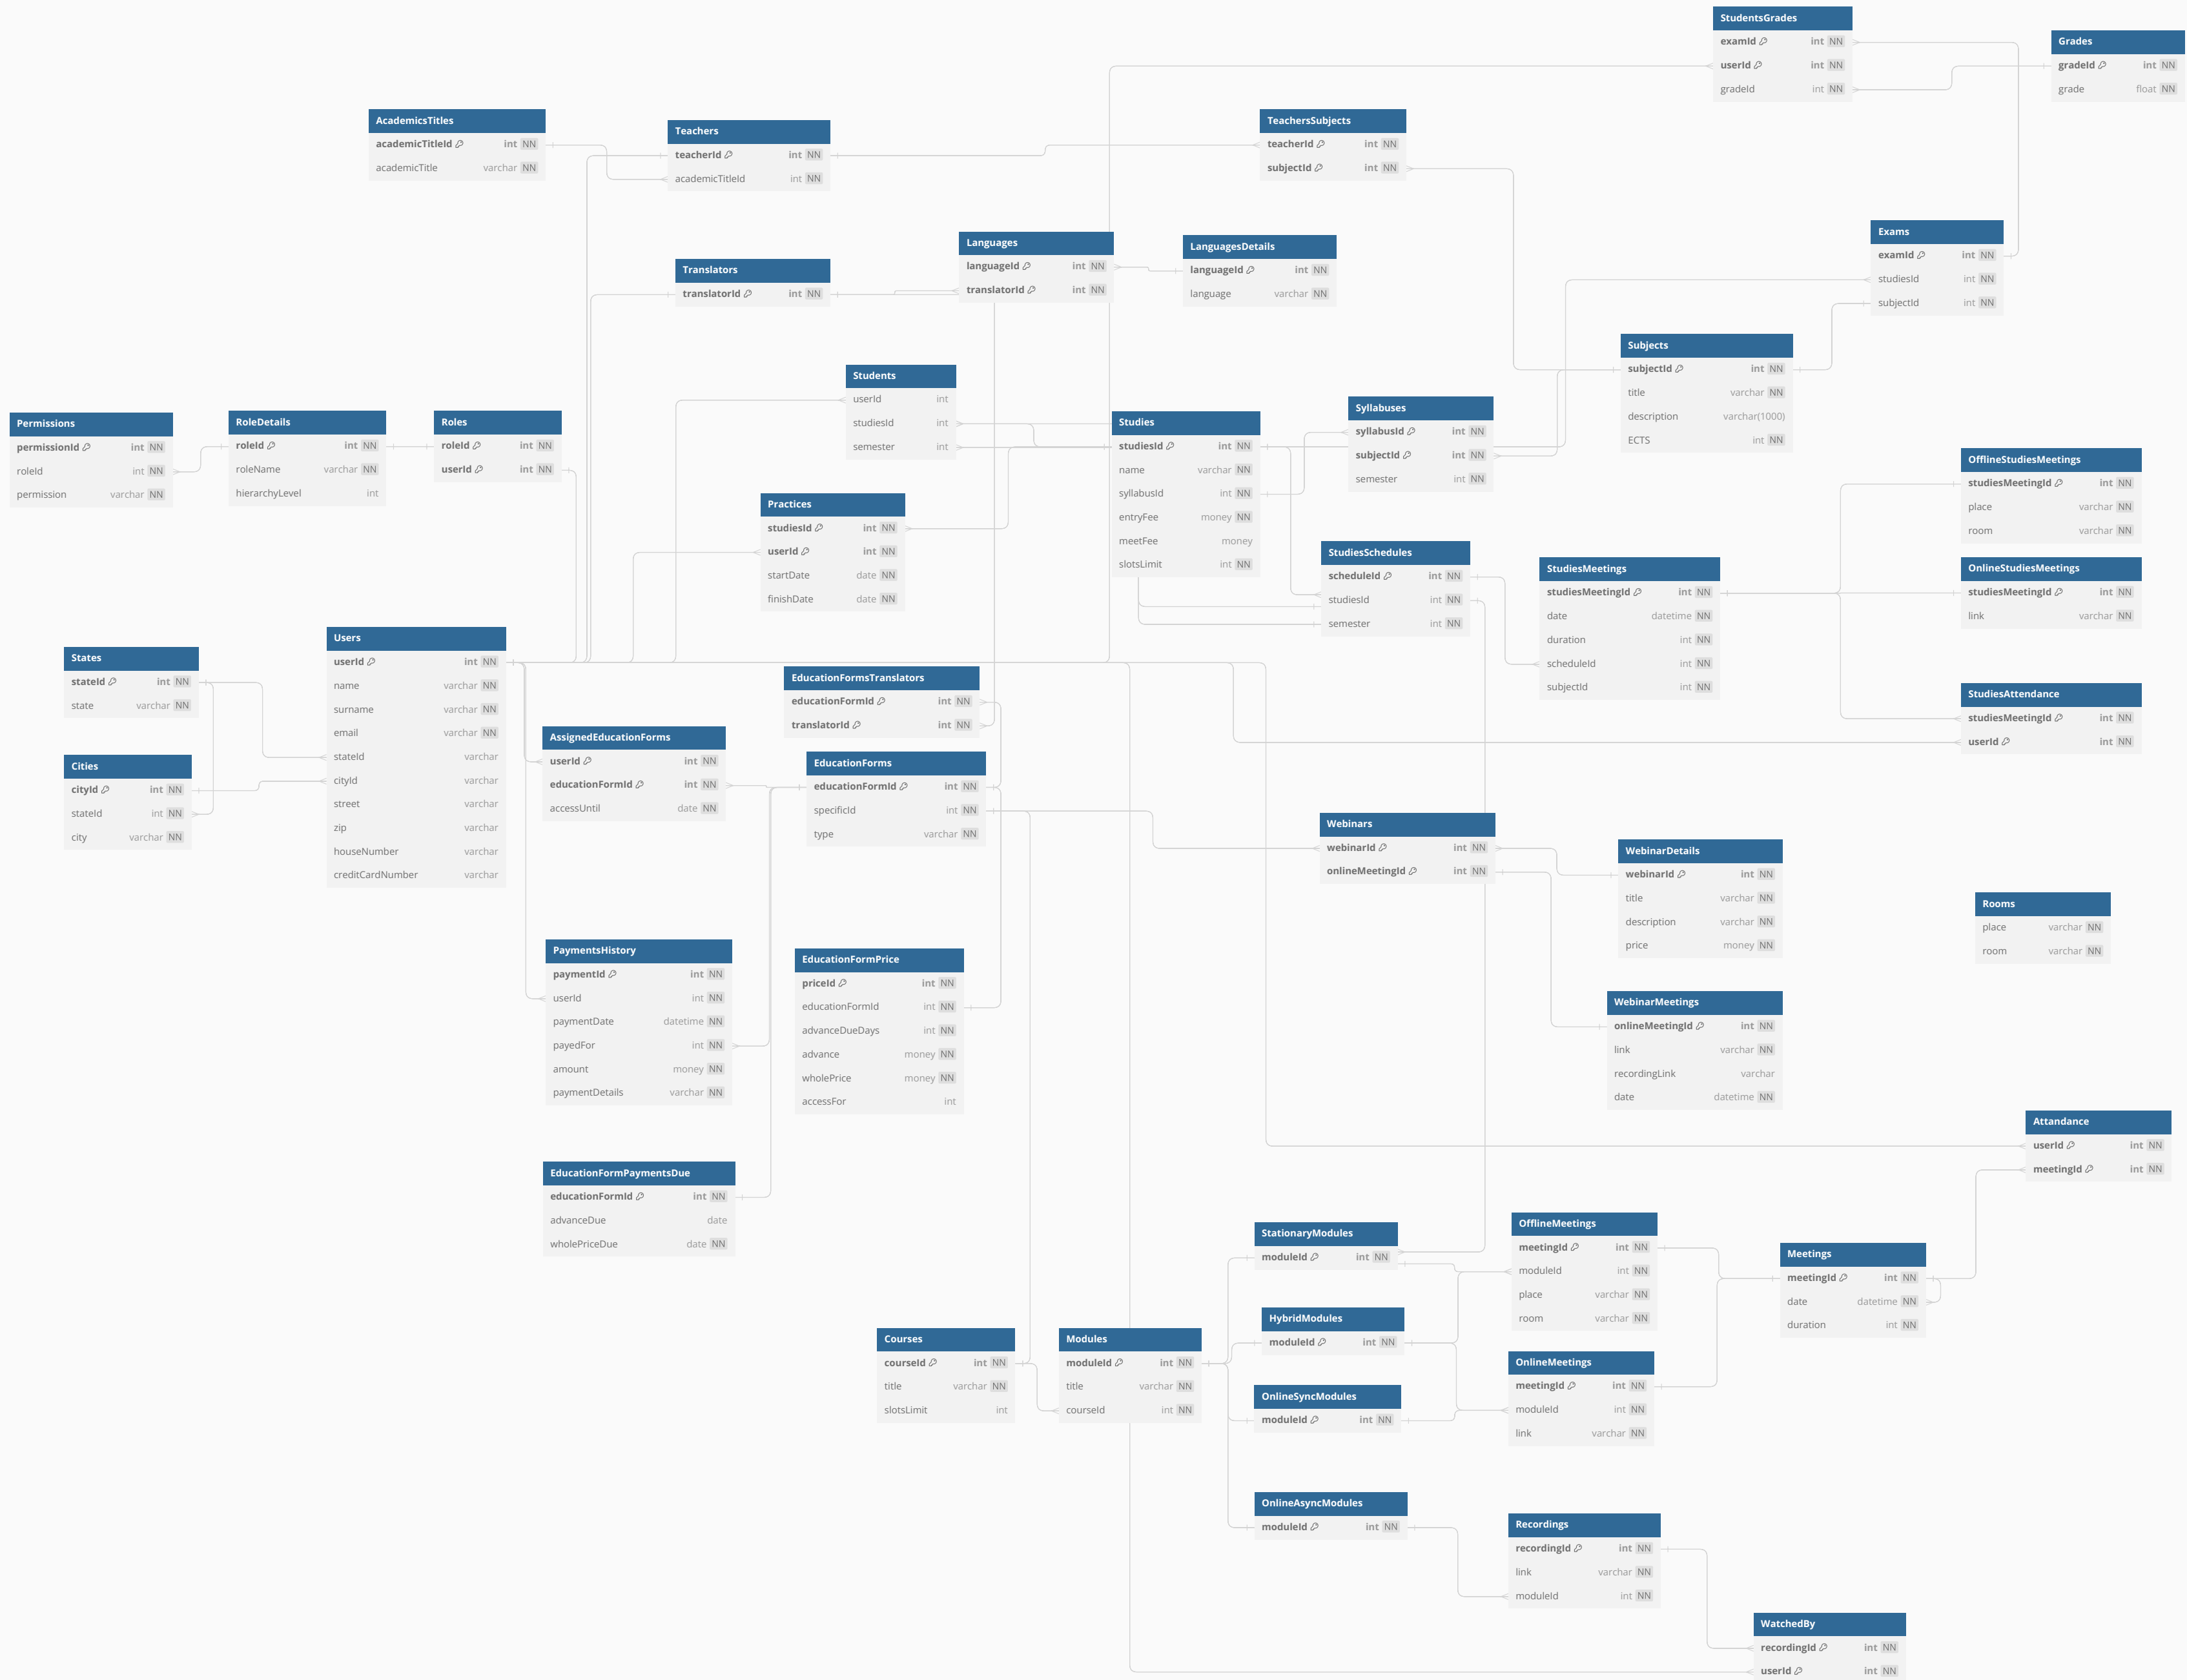 StudentsGrades
examId int NN
userId int NN
gradeId int NN
Grades
gradeId int NN
grade float NN
AcademicsTitles
academicTitleId int NN
academicTitle varchar NN
Teachers
teacherId int NN
academicTitleId int NN
TeachersSubjects
teacherId int NN
subjectId int NN
Languages
languageId int NN
translatorId int NN
LanguagesDetails
languageId int NN
language varchar NN
Translators
translatorId int NN
Exams
examId int NN
studiesId int NN
subjectId int NN
Subjects
subjectId int NN
title varchar NN
description varchar(1000)
ECTS int NN
Students
userId int
studiesId int
semester int
Permissions
permissionId int NN
roleId int NN
permission varchar NN
RoleDetails
roleId int NN
roleName varchar NN
hierarchyLevel int
Roles
roleId int NN
userId int NN
Studies
studiesId int NN
name varchar NN
syllabusId int NN
entryFee money NN
meetFee money
slotsLimit int NN
Syllabuses
syllabusId int NN
subjectId int NN
semester int NN
OfflineStudiesMeetings
studiesMeetingId int NN
place varchar NN
room varchar NN
Practices
studiesId int NN
userId int NN
startDate date NN
finishDate date NN
StudiesSchedules
scheduleId int NN
studiesId int NN
semester int NN
StudiesMeetings
studiesMeetingId int NN
date datetime NN
duration int NN
scheduleId int NN
subjectId int NN
OnlineStudiesMeetings
studiesMeetingId int NN
link varchar NN
StudiesAttendance
studiesMeetingId int NN
userId int NN
States
stateId int NN
state varchar NN
Cities
cityId int NN
stateId int NN
city varchar NN
Users
userId int NN
name varchar NN
surname varchar NN
email varchar NN
stateId varchar
cityId varchar
street varchar
zip varchar
houseNumber varchar
creditCardNumber varchar
EducationFormsTranslators
educationFormId int NN
translatorId int NN
AssignedEducationForms
userId int NN
educationFormId int NN
accessUntil date NN
EducationForms
educationFormId int NN
specificId int NN
type varchar NN
Webinars
webinarId int NN
onlineMeetingId int NN
WebinarDetails
webinarId int NN
title varchar NN
description varchar NN
price money NN
Rooms
place varchar NN
room varchar NN
PaymentsHistory
paymentId int NN
userId int NN
paymentDate datetime NN
payedFor int NN
amount money NN
paymentDetails varchar NN
EducationFormPrice
priceId int NN
educationFormId int NN
advanceDueDays int NN
advance money NN
wholePrice money NN
accessFor int
WebinarMeetings
onlineMeetingId int NN
link varchar NN
recordingLink varchar
date datetime NN
Attandance
userId int NN
meetingId int NN
EducationFormPaymentsDue
educationFormId int NN
advanceDue date
wholePriceDue date NN
StationaryModules
moduleId int NN
OfflineMeetings
meetingId int NN
moduleId int NN
place varchar NN
room varchar NN
Meetings
meetingId int NN
date datetime NN
duration int NN
HybridModules
moduleId int NN
Courses
courseId int NN
title varchar NN
slotsLimit int
Modules
moduleId int NN
title varchar NN
courseId int NN
OnlineMeetings
meetingId int NN
moduleId int NN
link varchar NN
OnlineSyncModules
moduleId int NN
OnlineAsyncModules
moduleId int NN
Recordings
recordingId int NN
link varchar NN
moduleId int NN
WatchedBy
recordingId int NN
userId int NN